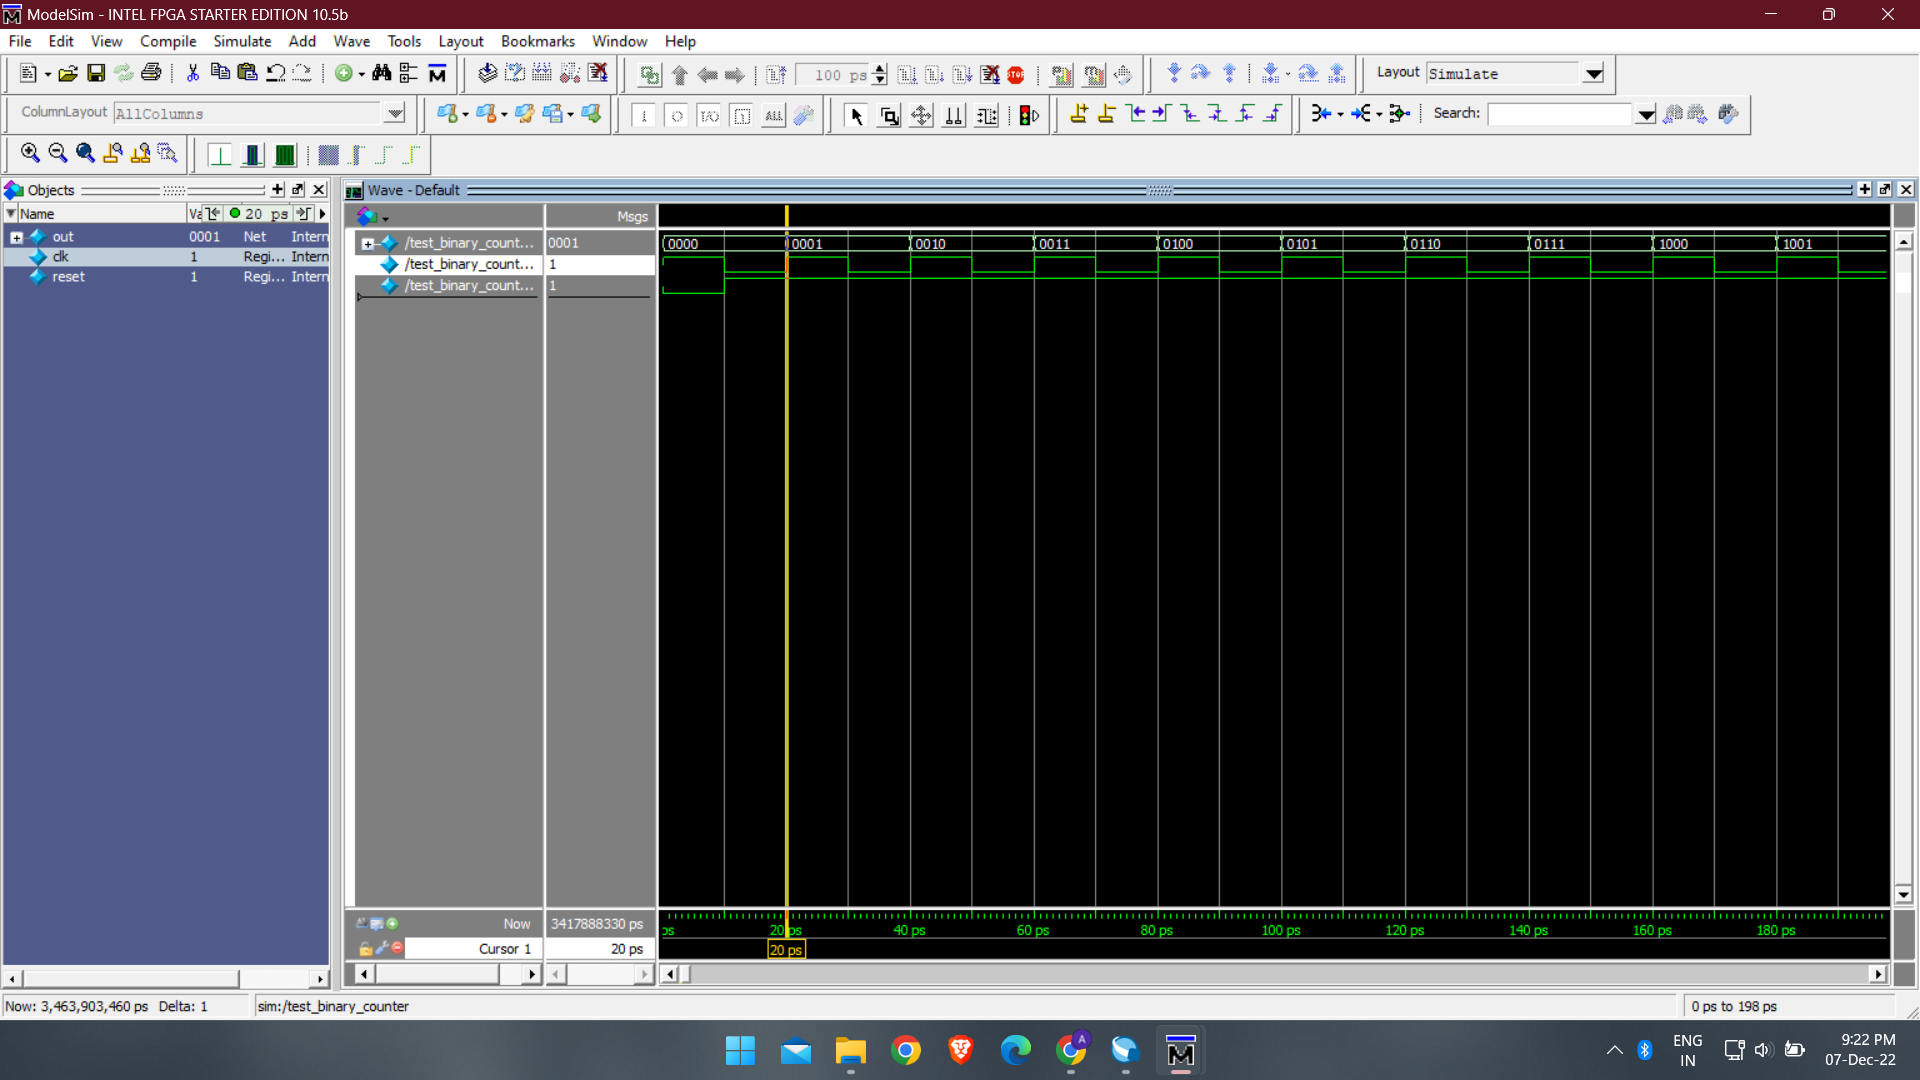 ModelSim - INTEL FPGA STARTER EDITION 10.5b
File Edit View Compile Simulate Add Wave Tools Layout Bookmarks Window Help
100 ps
Layout Simulate
ColumnLayout AllColumns
ALL
Search:
Objects
Name 20 ps
out 0001 Net Intern
clk 1 Regi... Intern
reset 1 Regi... Intern
Wave - Default
Msgs
/test_binary_count... 0001 0000 0001 0010 0011 0100 0101 0110 0111 1000 1001
/test_binary_count... 1
/test_binary_count... 1
Now 3417888330 ps
20 ps 40 ps 60 ps 80 ps 100 ps 120 ps 140 ps 160 ps 180 ps
Cursor 1 20 ps
20 ps
Now: 3,463,903,460 ps Delta: 1
sim:/test_binary_counter
0 ps to 198 ps
A
M
ENG
IN
9:22 PM
07-Dec-22